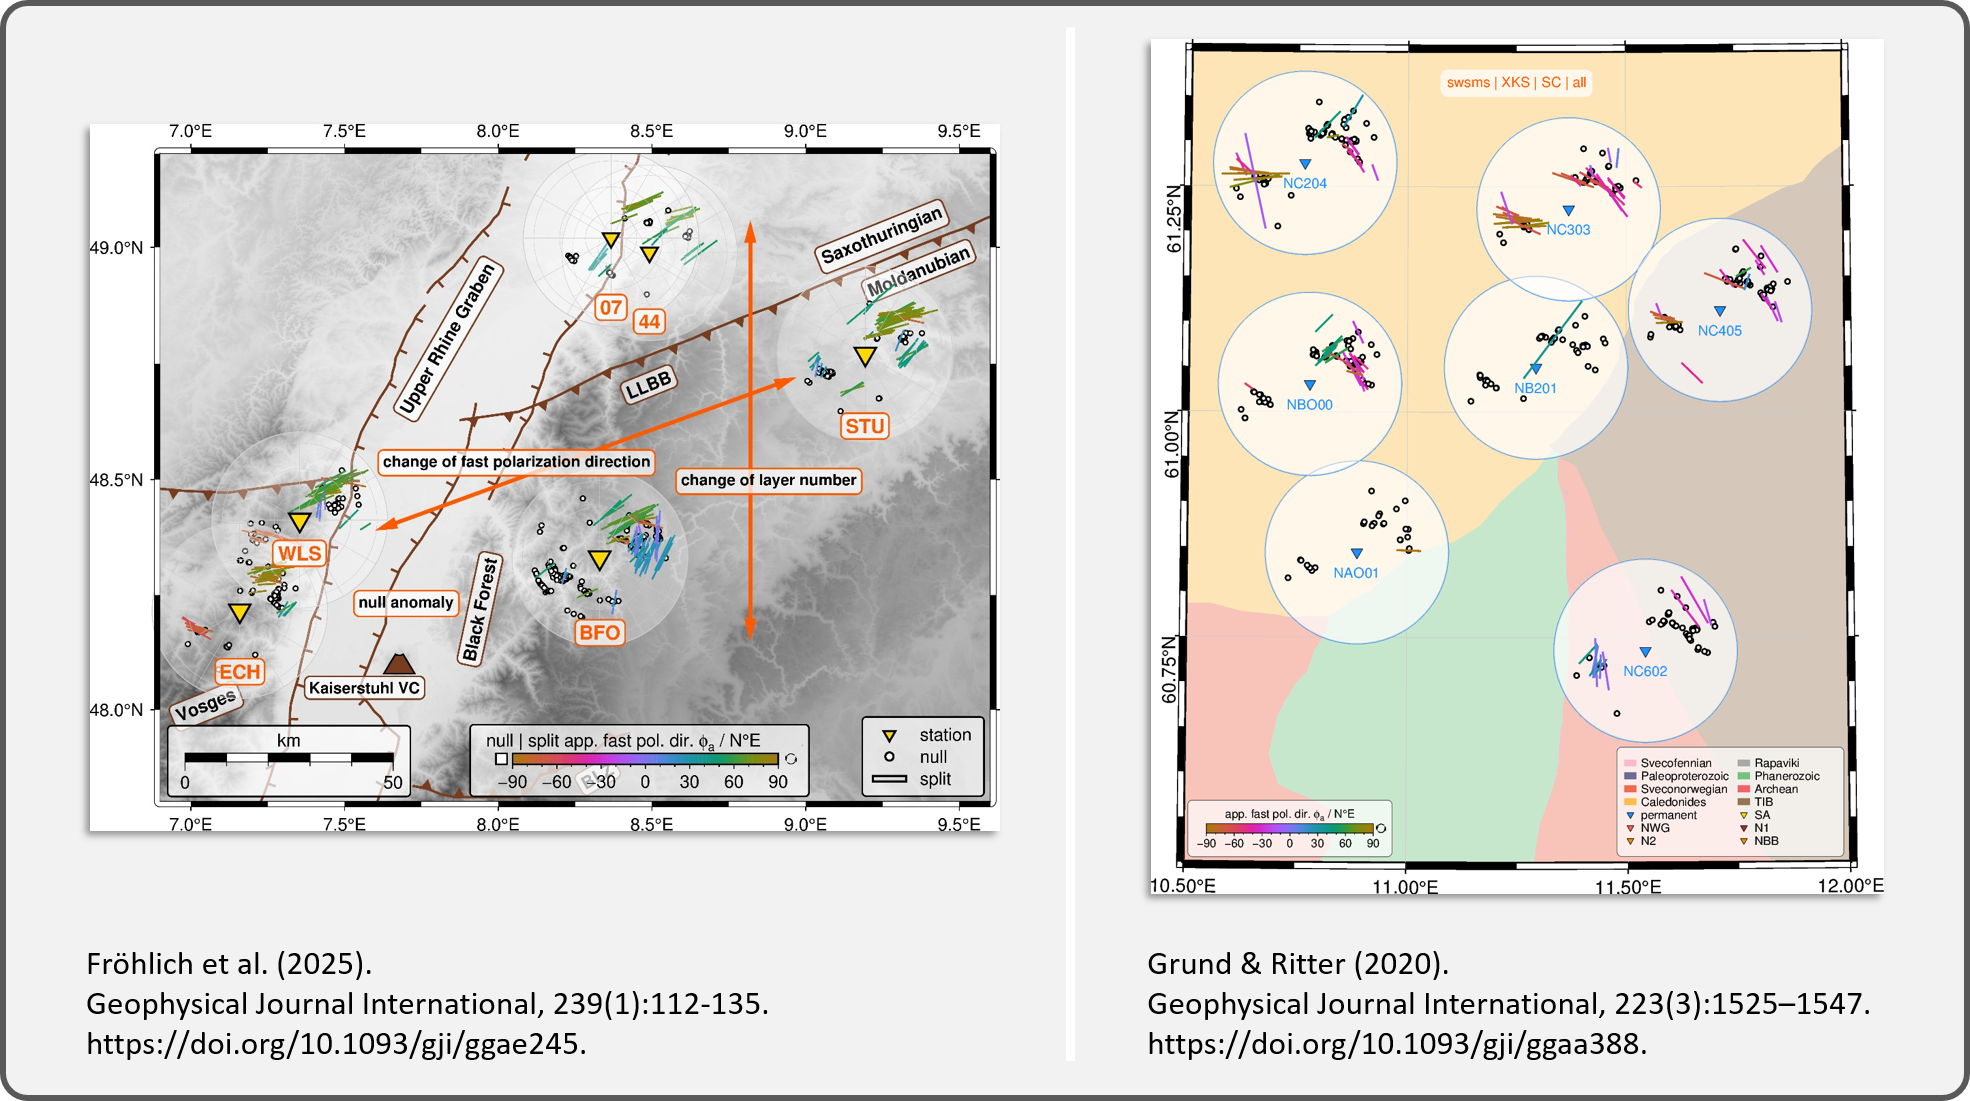 7.0°E 7.5°E 8.0°E 8.5°E 9.0°E 9.5°E
49.0°N
48.5°N
48.0°N
Saxothuringian
Moldanubian
Upper Rhine Graben
07
44
LLBB
STU
change of fast polarization direction
change of layer number
WLS
null anomaly
Black Forest
BFO
ECH
Kaiserstuhl VC
Vosges
km
0 50
null | split app. fast pol. dir. ϕa / N°E
−90 −60 −30 0 30 60 90
station
null
split
7.0°E 7.5°E 8.0°E 8.5°E 9.0°E 9.5°E
Fröhlich et al. (2025).
Geophysical Journal International, 239(1):112-135.
https://doi.org/10.1093/gji/ggae245.
swsms | XKS | SC | all
61.25°N
61.00°N
60.75°N
NC204
NC303
NC405
NBO00
NB201
NAO01
NC602
app. fast pol. dir. ϕa / N°E
−90 −60 −30 0 30 60 90
Svecofennian Rapaviki
Paleoproterozoic Phanerozoic
Sveconorwegian Archean
Caledonides TIB
permanent SA
NWG N1
N2 NBB
10.50°E 11.00°E 11.50°E 12.00°E
Grund & Ritter (2020).
Geophysical Journal International, 223(3):1525–1547.
https://doi.org/10.1093/gji/ggaa388.